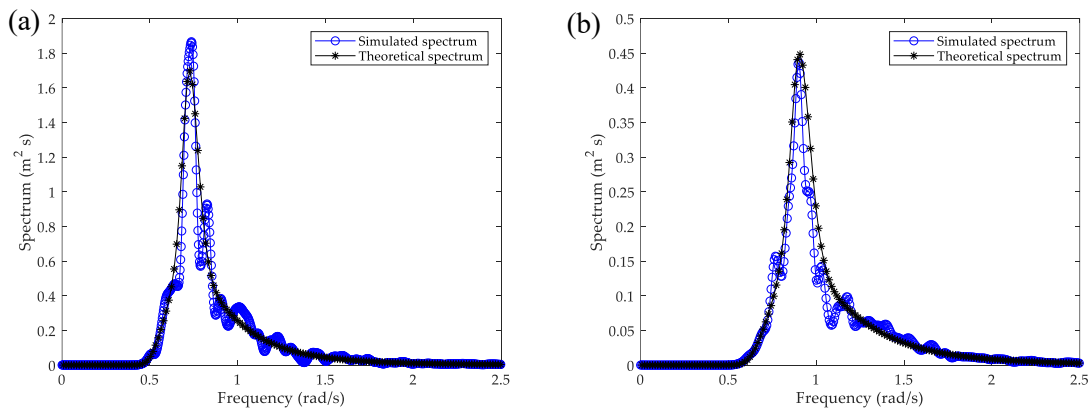 (a)
Spectrum (m² s)
2
1.8
1.6
1.4
1.2
1
0.8
0.6
0.4
0.2
0
0 0.5 1 1.5 2 2.5
Frequency (rad/s)
Simulated spectrum
Theoretical spectrum
(b)
Spectrum (m² s)
0.5
0.45
0.4
0.35
0.3
0.25
0.2
0.15
0.1
0.05
0
0 0.5 1 1.5 2 2.5
Frequency (rad/s)
Simulated spectrum
Theoretical spectrum